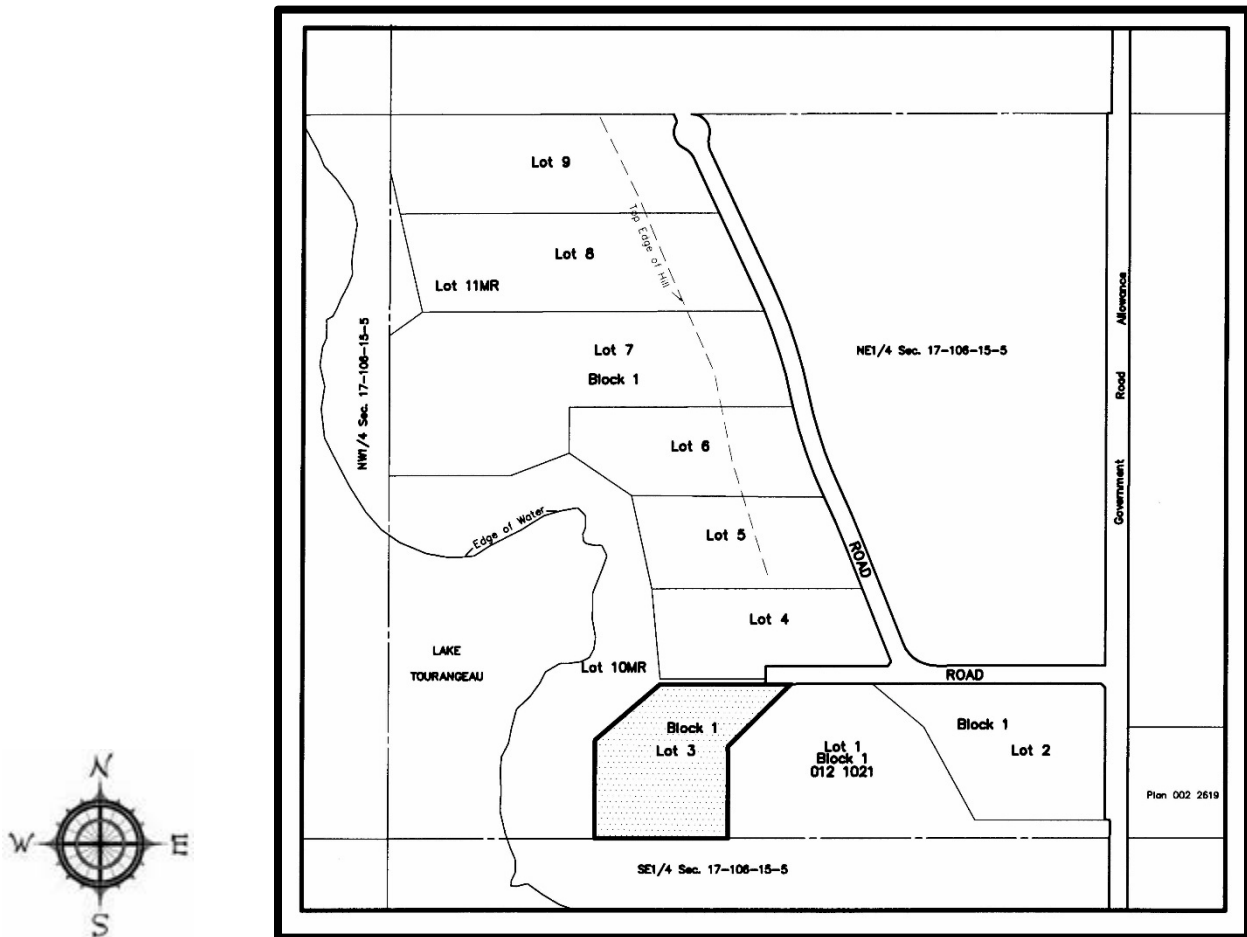 Lot 9
Top Edge of Hill
Lot 8
Lot 11MR
Government Road Allowance
NW1/4 Sec. 17-106-15-5
Lot 7
Block 1
NE1/4 Sec. 17-106-15-5
Lot 6
Edge of Water
Lot 5
ROAD
Lot 4
LAKE
TOURANGEAU
Lot 10MR
ROAD
Block 1
Lot 3
Lot 1
Block 1
012 1021
Block 1
Lot 2
Plan 002 2619
SE1/4 Sec. 17-106-15-5
N
W
E
S